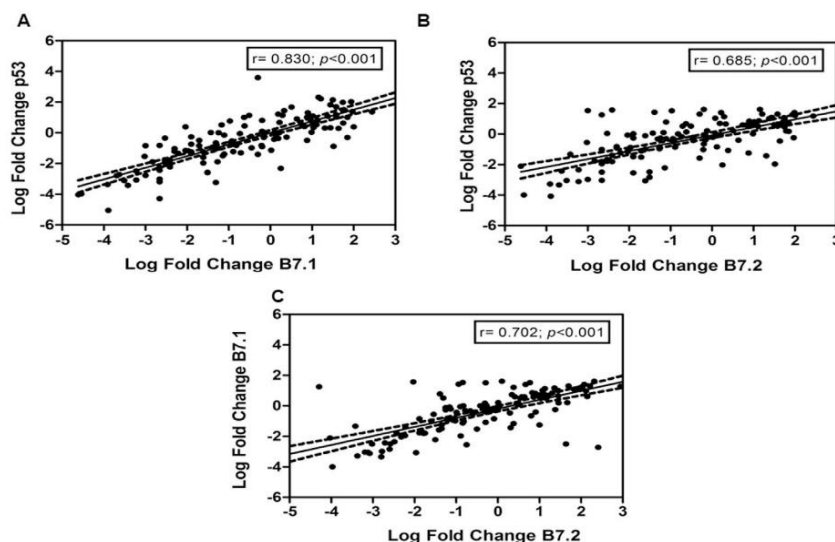 A
r= 0.830; p<0.001
Log Fold Change p53
6
4
2
0
-2
-4
-6
-5 -4 -3 -2 -1 0 1 2 3
Log Fold Change B7.1
B
r= 0.685; p<0.001
Log Fold Change p53
6
4
2
0
-2
-4
-6
-5 -4 -3 -2 -1 0 1 2 3
Log Fold Change B7.2
C
r= 0.702; p<0.001
Log Fold Change B7.1
6
4
2
0
-2
-4
-6
-5 -4 -3 -2 -1 0 1 2 3
Log Fold Change B7.2